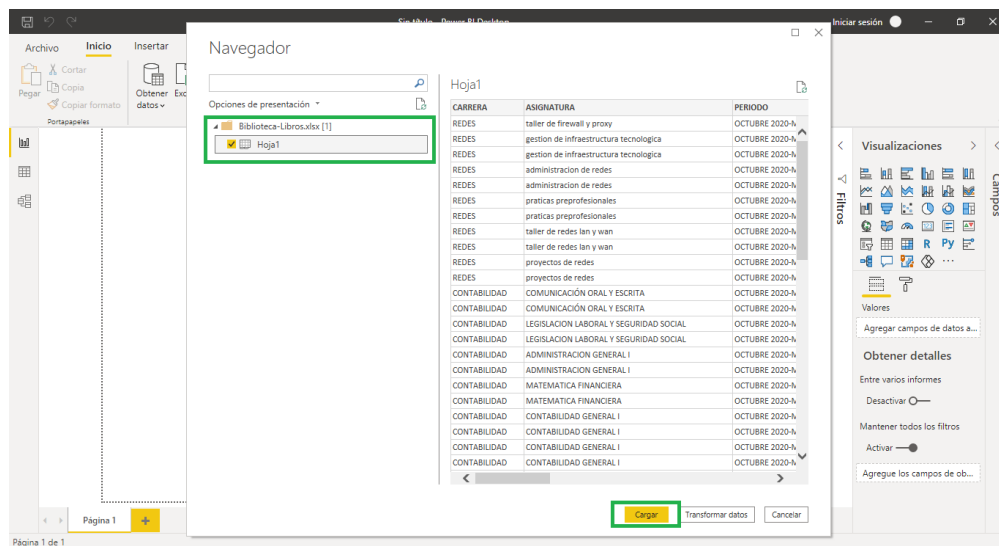 Sin título - Power BI Desktop
Iniciar sesión
Archivo
Inicio
Insertar
Pegar
Cortar
Copia
Copiar formato
Portapapeles
Obtener
datos
Exc
Navegador
Opciones de presentación
Biblioteca-Libros.xlsx [1]
Hoja1
Hoja1
CARRERA ASIGNATURA PERIODO
REDES taller de firewall y proxy OCTUBRE 2020-M
REDES gestion de infraestructura tecnologica OCTUBRE 2020-M
REDES gestion de infraestructura tecnologica OCTUBRE 2020-M
REDES administracion de redes OCTUBRE 2020-M
REDES administracion de redes OCTUBRE 2020-M
REDES praticas preprofesionales OCTUBRE 2020-M
REDES praticas preprofesionales OCTUBRE 2020-M
REDES taller de redes lan y wan OCTUBRE 2020-M
REDES taller de redes lan y wan OCTUBRE 2020-M
REDES proyectos de redes OCTUBRE 2020-M
REDES proyectos de redes OCTUBRE 2020-M
CONTABILIDAD COMUNICACIÓN ORAL Y ESCRITA OCTUBRE 2020-M
CONTABILIDAD COMUNICACIÓN ORAL Y ESCRITA OCTUBRE 2020-M
CONTABILIDAD LEGISLACION LABORAL Y SEGURIDAD SOCIAL OCTUBRE 2020-M
CONTABILIDAD LEGISLACION LABORAL Y SEGURIDAD SOCIAL OCTUBRE 2020-M
CONTABILIDAD ADMINISTRACION GENERAL I OCTUBRE 2020-M
CONTABILIDAD ADMINISTRACION GENERAL I OCTUBRE 2020-M
CONTABILIDAD MATEMATICA FINANCIERA OCTUBRE 2020-M
CONTABILIDAD MATEMATICA FINANCIERA OCTUBRE 2020-M
CONTABILIDAD CONTABILIDAD GENERAL I OCTUBRE 2020-M
CONTABILIDAD CONTABILIDAD GENERAL I OCTUBRE 2020-M
CONTABILIDAD CONTABILIDAD GENERAL I OCTUBRE 2020-M
CONTABILIDAD CONTABILIDAD GENERAL I OCTUBRE 2020-M
Cargar
Transformar datos
Cancelar
Filtros
Visualizaciones
Campos
R Py
Valores
Agregar campos de datos a...
Obtener detalles
Entre varios informes
Desactivar
Mantener todos los filtros
Activar
Agregue los campos de ob...
Página 1
Página 1 de 1